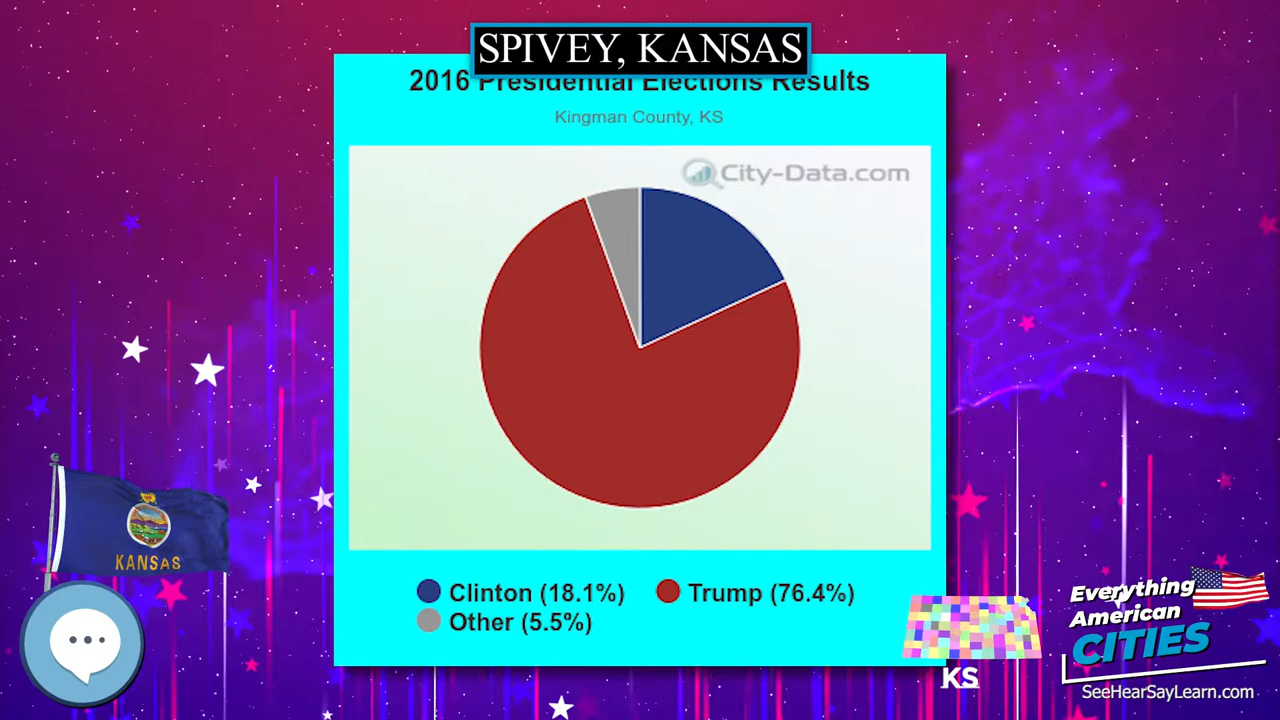 SPIVEY, KANSAS
2016 Presidential Elections Results
Kingman County, KS
City-Data.com
Clinton (18.1%) Trump (76.4%)
Other (5.5%)
KANSAS
KS
Everything
American
CITIES
SeeHearSayLearn.com